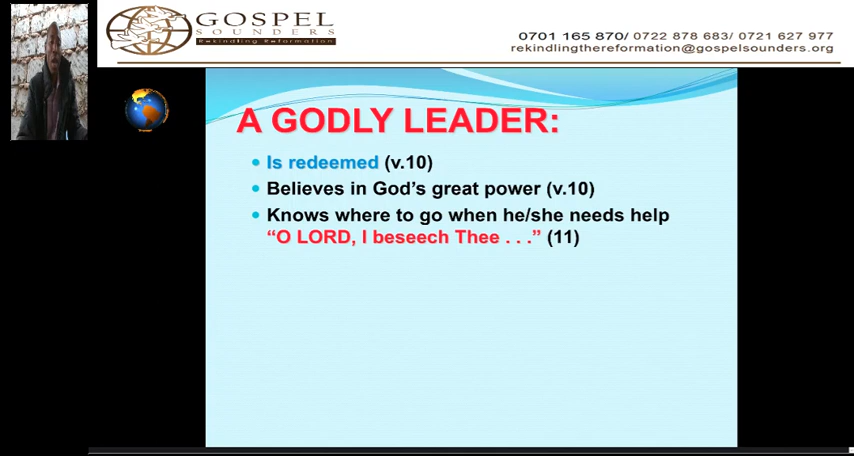 GOSPEL
SOUNDERS
Rekindling Reformation
0701 165 870/ 0722 878 683/ 0721 627 977
rekindlingthereformation@gospelsounders.org
A GODLY LEADER:
• Is redeemed (v.10)
• Believes in God’s great power (v.10)
• Knows where to go when he/she needs help
“O LORD, I beseech Thee . . .” (11)